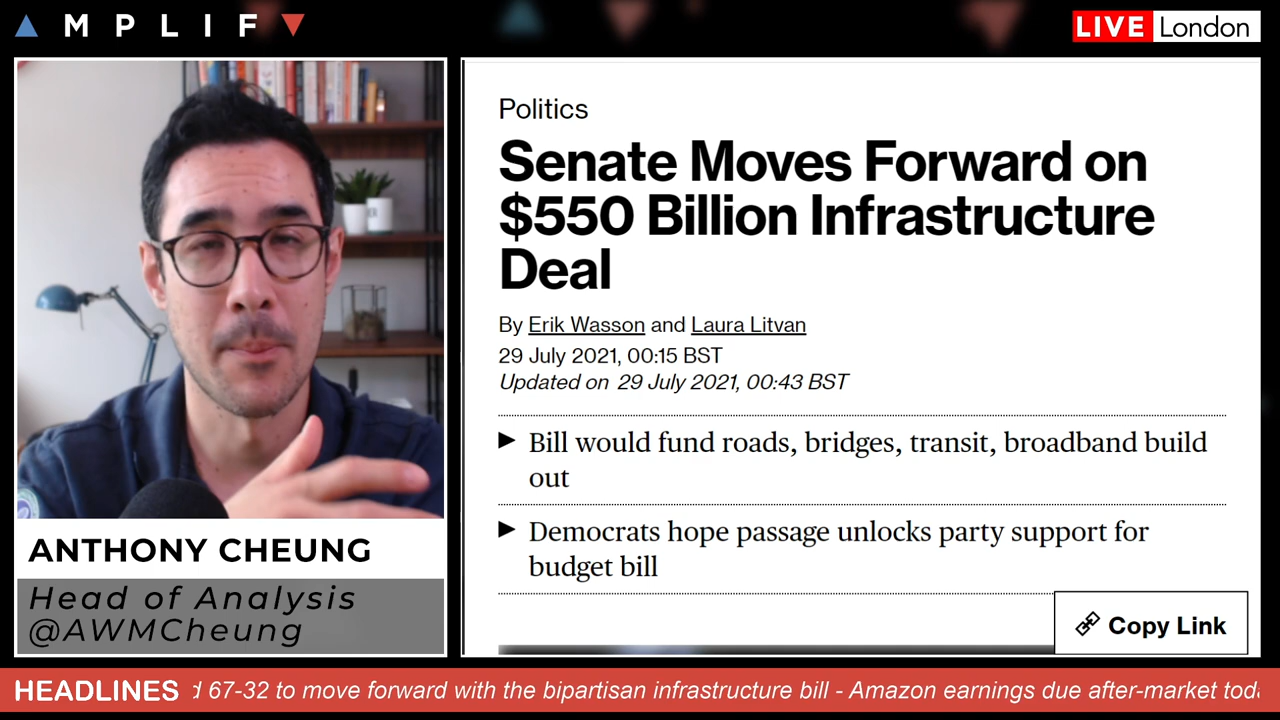 MPLIF
LIVE London
Politics
Senate Moves Forward on
$550 Billion Infrastructure
Deal
By Erik Wasson and Laura Litvan
29 July 2021, 00:15 BST
Updated on 29 July 2021, 00:43 BST
Bill would fund roads, bridges, transit, broadband build
out
Democrats hope passage unlocks party support for
budget bill
Copy Link
ANTHONY CHEUNG
Head of Analysis
@AWMCheung
HEADLINES 67-32 to move forward with the bipartisan infrastructure bill - Amazon earnings due after-market